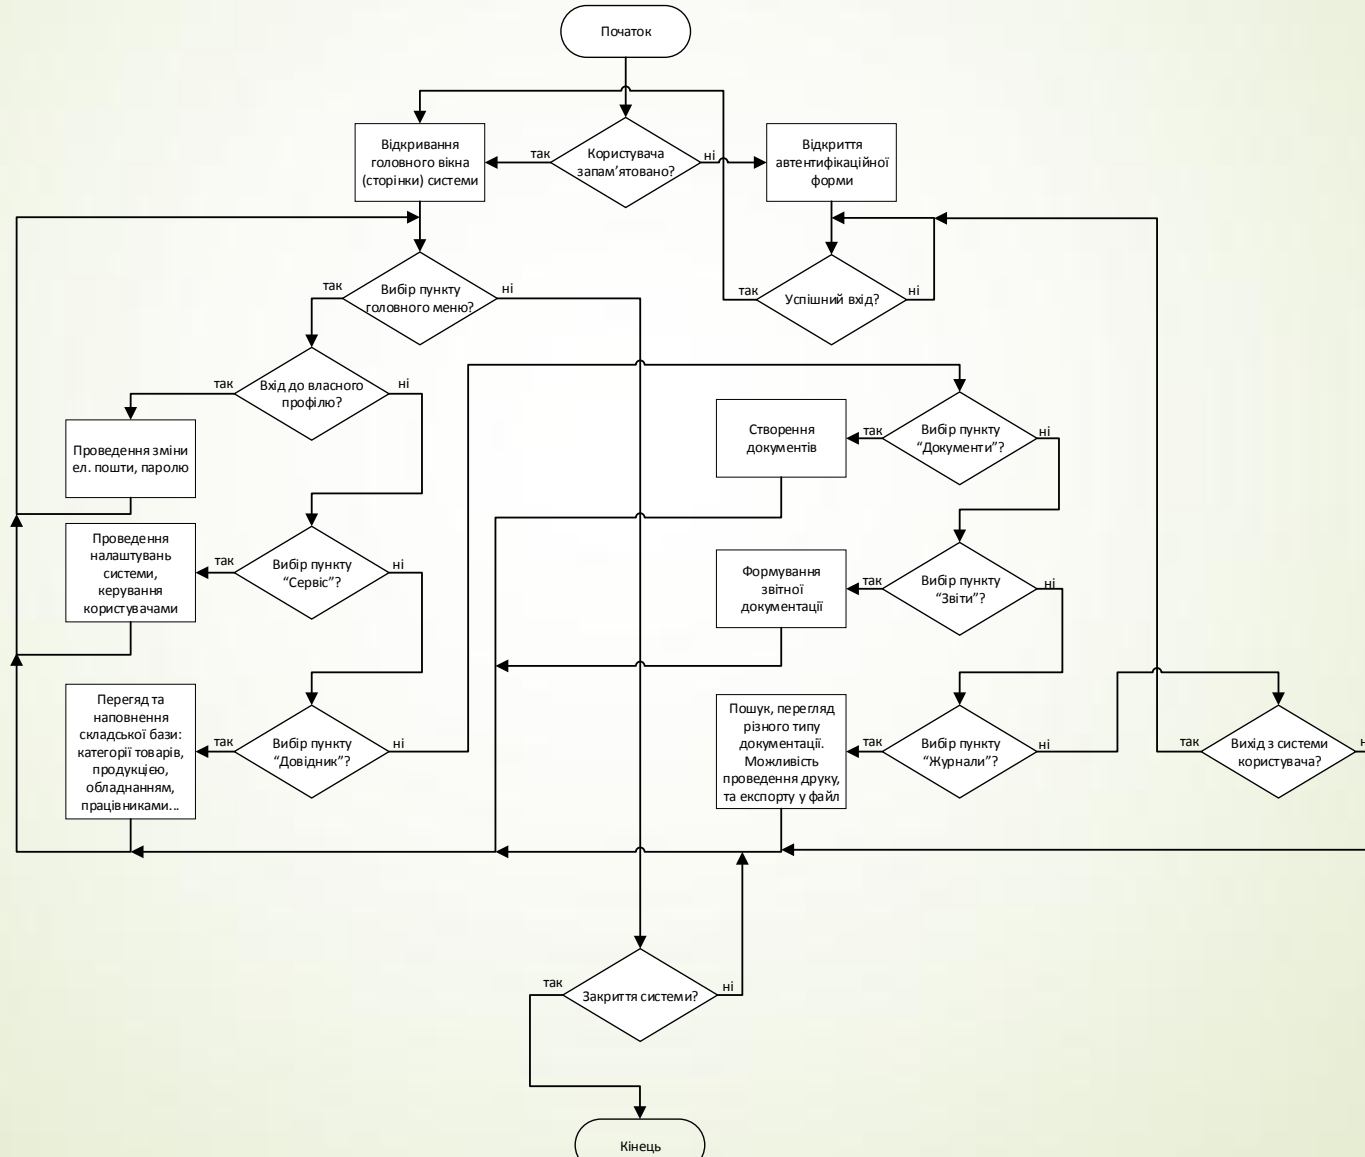 Початок
Відкривання
головного вікна
(сторінки) системи
так
Користувача
запам’ятовано?
ні
Відкриття
автентифікаційної
форми
так
Вибір пункту
головного меню?
ні
так
Успішний вхід?
ні
так
Вхід до власного
профілю?
ні
Проведення зміни
ел. пошти, паролю
Створення
документів
так
Вибір пункту
“Документи”?
ні
Проведення
налаштувань
системи,
керування
користувачами
так
Вибір пункту
“Сервіс”?
ні
Формування
звітної
документації
так
Вибір пункту
“Звіти”?
ні
Перегяд та
наповнення
складської бази:
категорії товарів,
продукцією,
обладнанням,
працівниками...
так
Вибір пункту
“Довідник”?
ні
Пошук, перегляд
різного типу
документації.
Можливість
проведення друку,
та експорту у файл
так
Вибір пункту
“Журнали”?
ні
так
Вихід з системи
користувача?
так
Закриття системи?
ні
Кінець